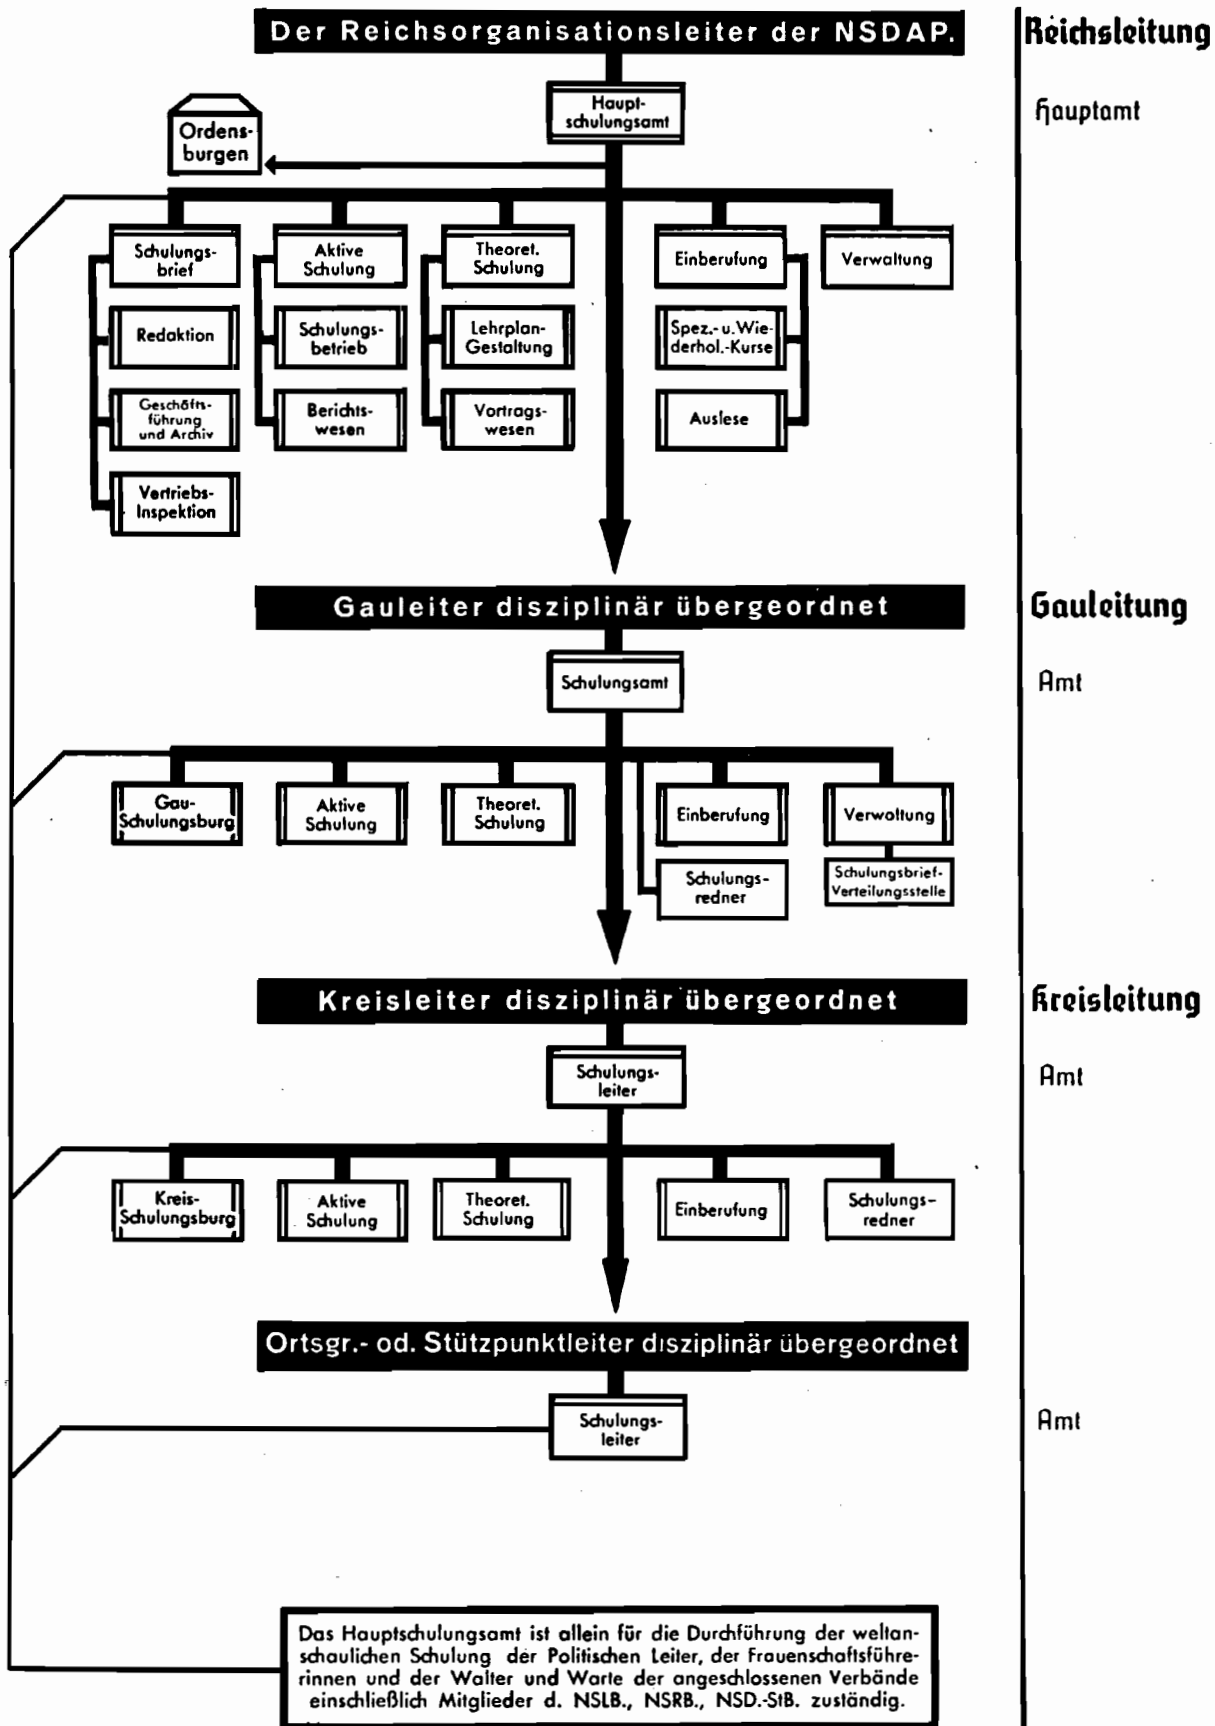 Der Reichsorganisationsleiter der NSDAP.
Reichsleitung
Haupt-
schulungsamt
Hauptamt
Ordens-
burgen
Schulungs-
brief
Aktive
Schulung
Theoret.
Schulung
Einberufung
Verwaltung
Redaktion
Schulungs-
betrieb
Lehrplan-
Gestaltung
Spez.- u. Wie-
derhol.-Kurse
Geschäfts-
führung
und Archiv
Berichts-
wesen
Vortrags-
wesen
Auslese
Vertriebs-
Inspektion
Gauleiter disziplinär übergeordnet
Gauleitung
Schulungsamt
Amt
Gau-
Schulungsburg
Aktive
Schulung
Theoret.
Schulung
Einberufung
Verwaltung
Schulungs-
redner
Schulungsbrief-
Verteilungsstelle
Kreisleiter disziplinär übergeordnet
Kreisleitung
Schulungs-
leiter
Amt
Kreis-
Schulungsburg
Aktive
Schulung
Theoret.
Schulung
Einberufung
Schulungs-
redner
Ortsgr.- od. Stützpunktleiter disziplinär übergeordnet
Schulungs-
leiter
Amt
Das Hauptschulungsamt ist allein für die Durchführung der weltan-
schaulichen Schulung der Politischen Leiter, der Frauenschaftsführe-
rinnen und der Walter und Warte der angeschlossenen Verbände
einschließlich Mitglieder d. NSLB., NSRB., NSD.-StB. zuständig.